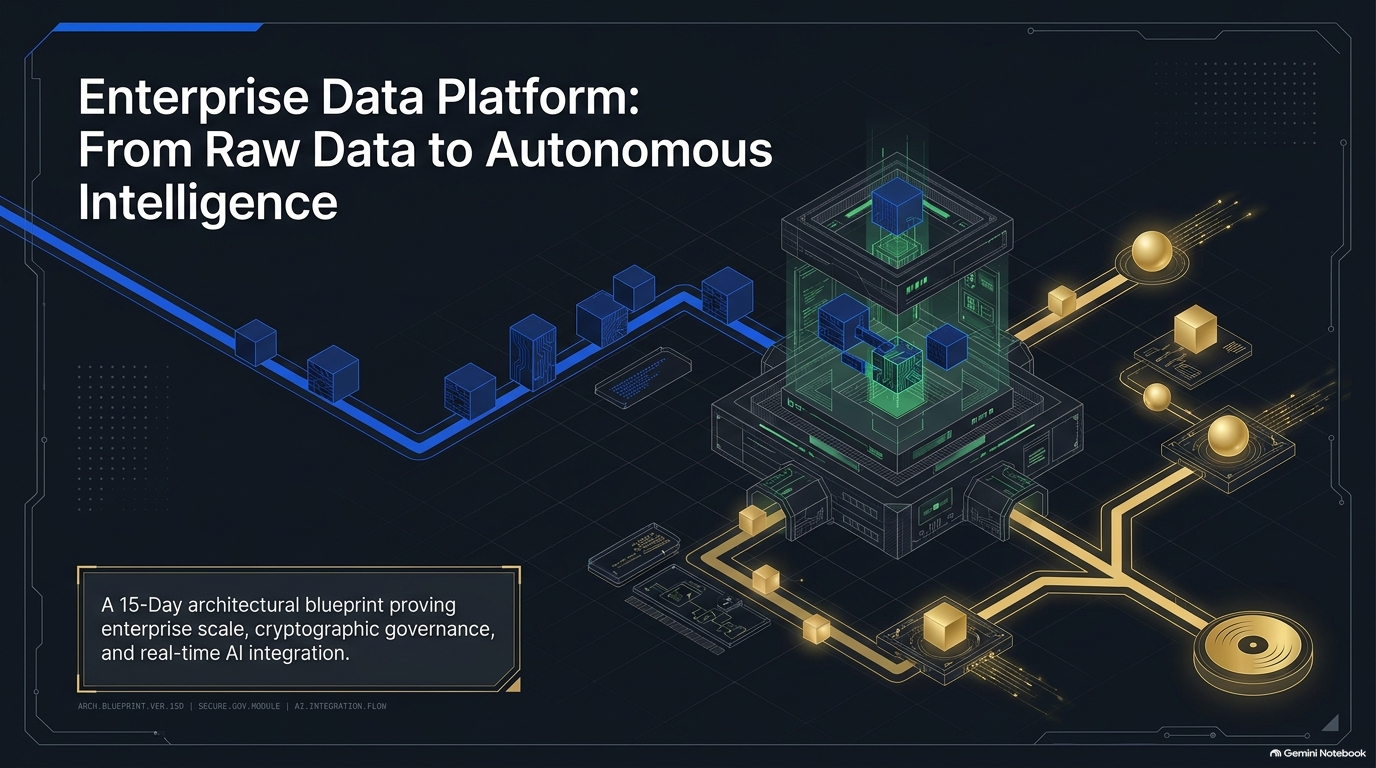 Enterprise Data Platform:
From Raw Data to Autonomous
Intelligence
A 15-Day architectural blueprint proving
enterprise scale, cryptographic governance,
and real-time AI integration.
ARCH.BLUEPRINT.VER.15D | SECURE.GOV.MODULE | AI.INTEGRATION.FLOW
Gemini Notebook